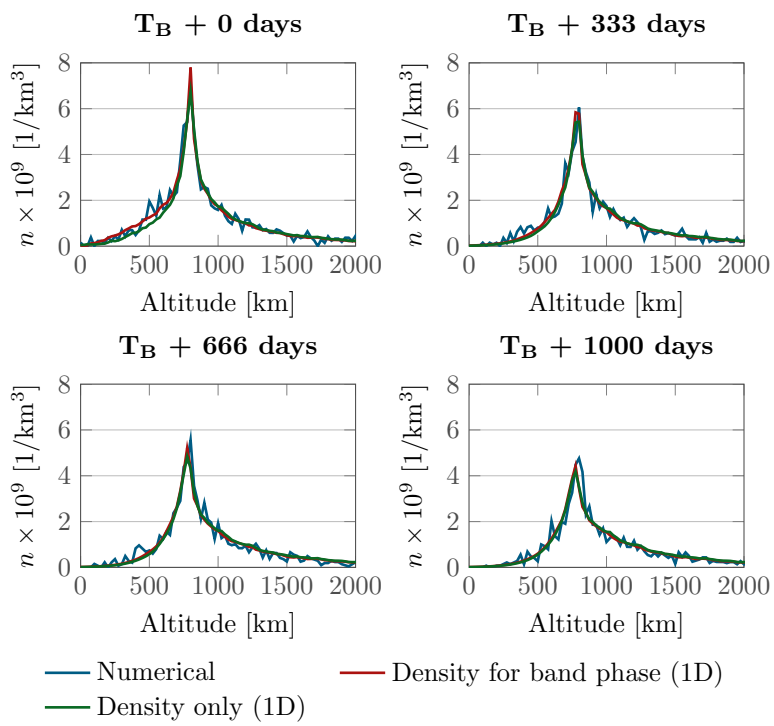 T_B + 0 days
T_B + 333 days
n × 10^9 [1/km^3]
8
6
4
2
0
0 500 1000 1500 2000
Altitude [km]
n × 10^9 [1/km^3]
8
6
4
2
0
0 500 1000 1500 2000
Altitude [km]
T_B + 666 days
T_B + 1000 days
n × 10^9 [1/km^3]
8
6
4
2
0
0 500 1000 1500 2000
Altitude [km]
n × 10^9 [1/km^3]
8
6
4
2
0
0 500 1000 1500 2000
Altitude [km]
Numerical
Density for band phase (1D)
Density only (1D)